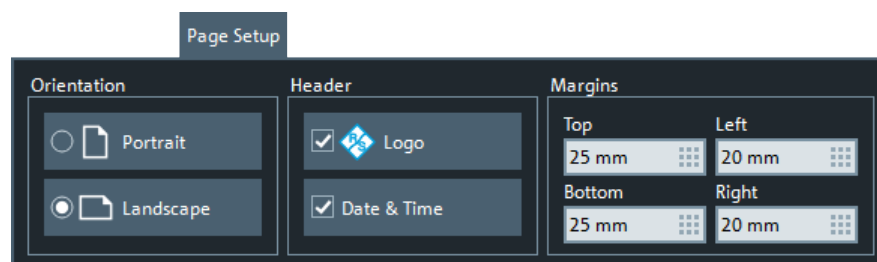 Page Setup
Orientation
Header
Margins
Portrait
Landscape
R/S Logo
Date & Time
Top
Left
25 mm
20 mm
Bottom
Right
25 mm
20 mm